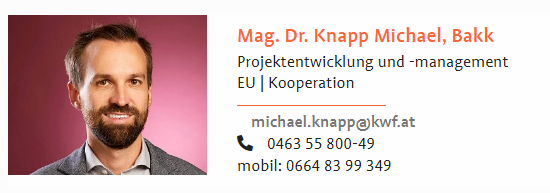 Mag. Dr. Knapp Michael, Bakk
Projektentwicklung und -management
EU | Kooperation
michael.knapp@kwf.at
0463 55 800-49
mobil: 0664 83 99 349